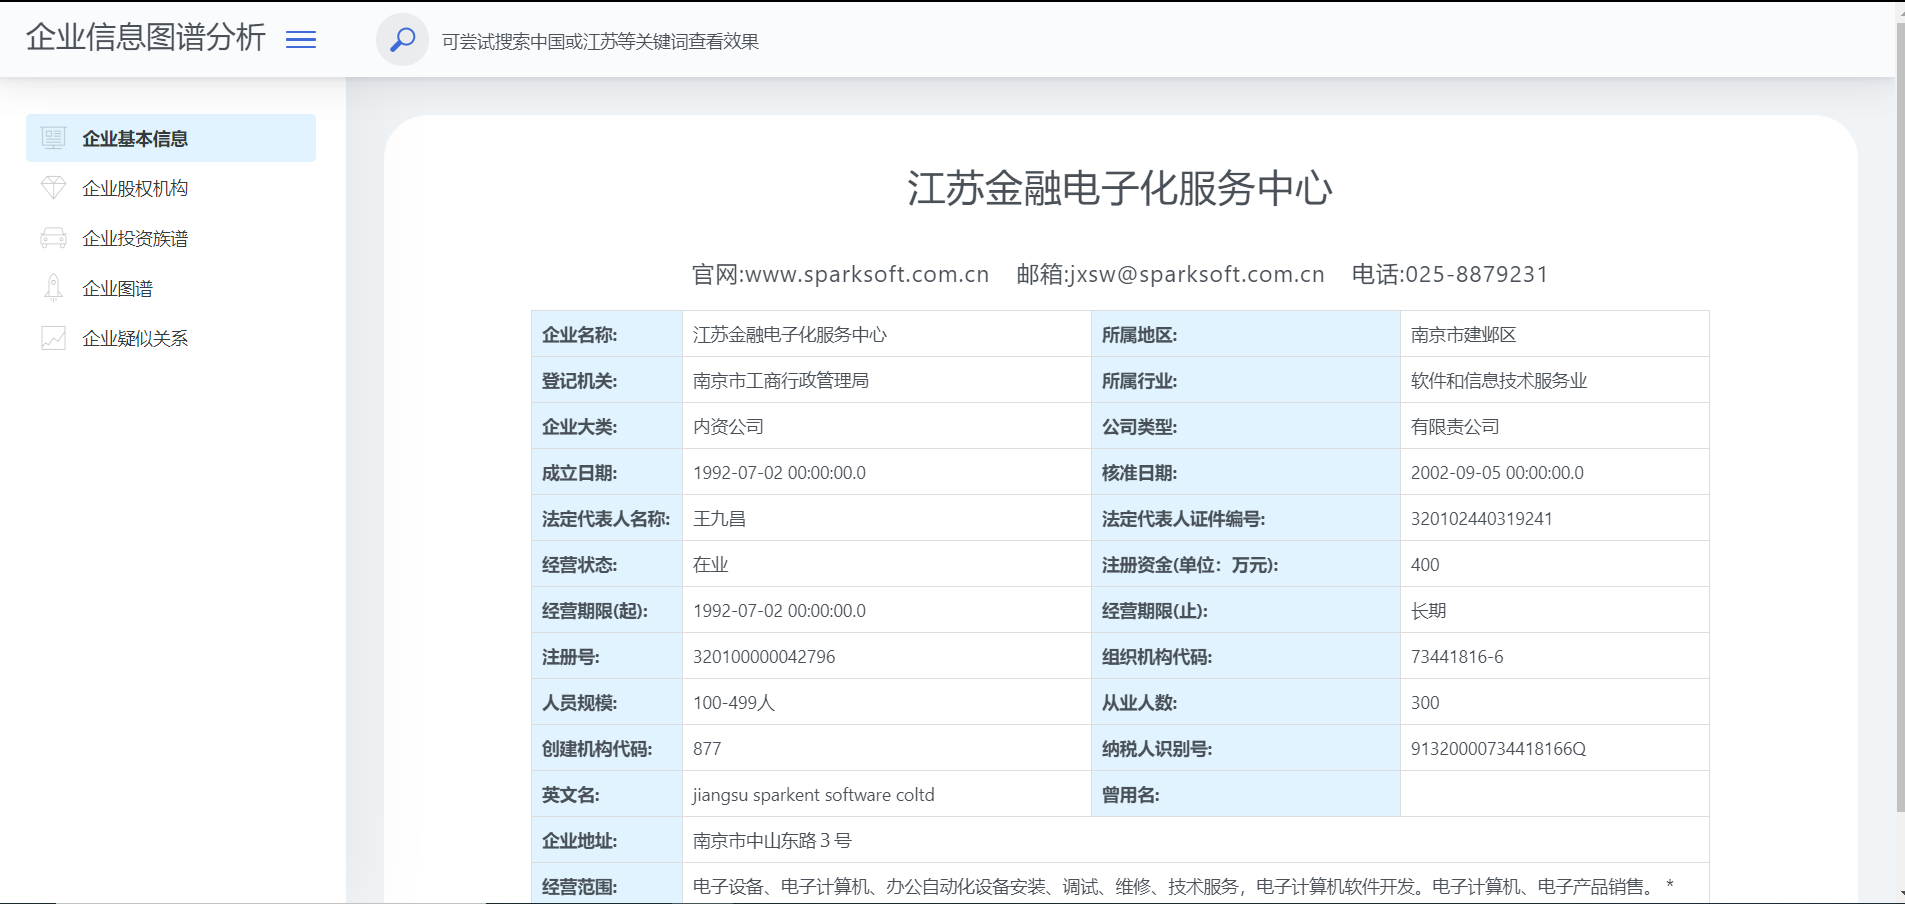 企业信息图谱分析
可尝试搜索中国或江苏等关键词查看效果
企业基本信息
企业股权机构
企业投资族谱
企业图谱
企业疑似关系
江苏金融电子化服务中心
官网:www.sparksoft.com.cn 邮箱:jxsw@sparksoft.com.cn 电话:025-8879231
企业名称: 江苏金融电子化服务中心 所属地区: 南京市建邺区
登记机关: 南京市工商行政管理局 所属行业: 软件和信息技术服务业
企业大类: 内资公司 公司类型: 有限责公司
成立日期: 1992-07-02 00:00:00.0 核准日期: 2002-09-05 00:00:00.0
法定代表人名称: 王九昌 法定代表人证件编号: 320102440319241
经营状态: 在业 注册资金(单位：万元): 400
经营期限(起): 1992-07-02 00:00:00.0 经营期限(止): 长期
注册号: 320100000042796 组织机构代码: 73441816-6
人员规模: 100-499人 从业人数: 300
创建机构代码: 877 纳税人识别号: 91320000734418166Q
英文名: jiangsu sparkent software coltd 曾用名:
企业地址: 南京市中山东路３号
经营范围: 电子设备、电子计算机、办公自动化设备安装、调试、维修、技术服务，电子计算机软件开发。电子计算机、电子产品销售。 *